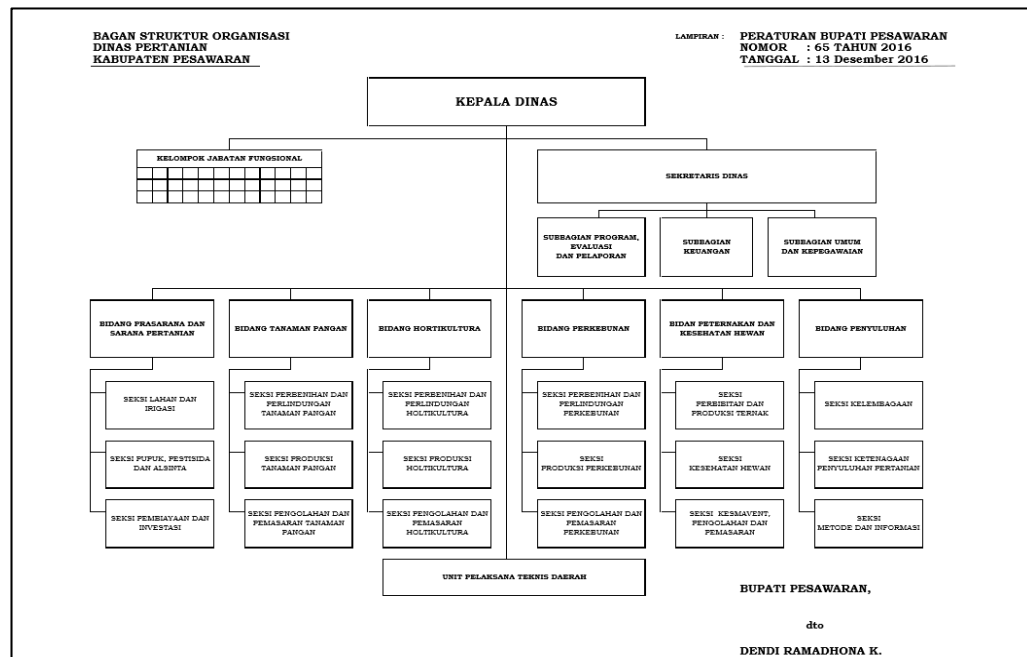 BAGAN STRUKTUR ORGANISASI
DINAS PERTANIAN
KABUPATEN PESAWARAN
LAMPIRAN : PERATURAN BUPATI PESAWARAN
NOMOR : 65 TAHUN 2016
TANGGAL : 13 Desember 2016
KEPALA DINAS
KELOMPOK JABATAN FUNGSIONAL
SEKRETARIS DINAS
SUBBAGIAN PROGRAM,
EVALUASI
DAN PELAPORAN
SUBBAGIAN
KEUANGAN
SUBBAGIAN UMUM
DAN KEPEGAWAIAN
BIDANG PRASARANA DAN
SARANA PERTANIAN
BIDANG TANAMAN PANGAN
BIDANG HORTIKULTURA
BIDANG PERKEBUNAN
BIDAN PETERNAKAN DAN
KESEHATAN HEWAN
BIDANG PENYULUHAN
SEKSI LAHAN DAN
IRIGASI
SEKSI PERBENIHAN DAN
PERLINDUNGAN
TANAMAN PANGAN
SEKSI PERBENIHAN DAN
PERLINDUNGAN
HOLTIKULTURA
SEKSI PERBENIHAN DAN
PERLINDUNGAN
PERKEBUNAN
SEKSI
PERBIBITAN DAN
PRODUKSI TERNAK
SEKSI KELEMBAGAAN
SEKSI PUPUK, PESTISIDA
DAN ALSINTA
SEKSI PRODUKSI
TANAMAN PANGAN
SEKSI PRODUKSI
HOLTIKULTURA
SEKSI
PRODUKSI PERKEBUNAN
SEKSI
KESEHATAN HEWAN
SEKSI KETENAGAAN
PENYULUHAN PERTANIAN
SEKSI PEMBIAYAAN DAN
INVESTASI
SEKSI PENGOLAHAN DAN
PEMASARAN TANAMAN
PANGAN
SEKSI PENGOLAHAN DAN
PEMASARAN
HOLTIKULTURA
SEKSI PENGOLAHAN DAN
PEMASARAN
PERKEBUNAN
SEKSI KESMAVENT,
PENGOLAHAN DAN
PEMASARAN
SEKSI
METODE DAN INFORMASI
UNIT PELAKSANA TEKNIS DAERAH
BUPATI PESAWARAN,
dto
DENDI RAMADHONA K.